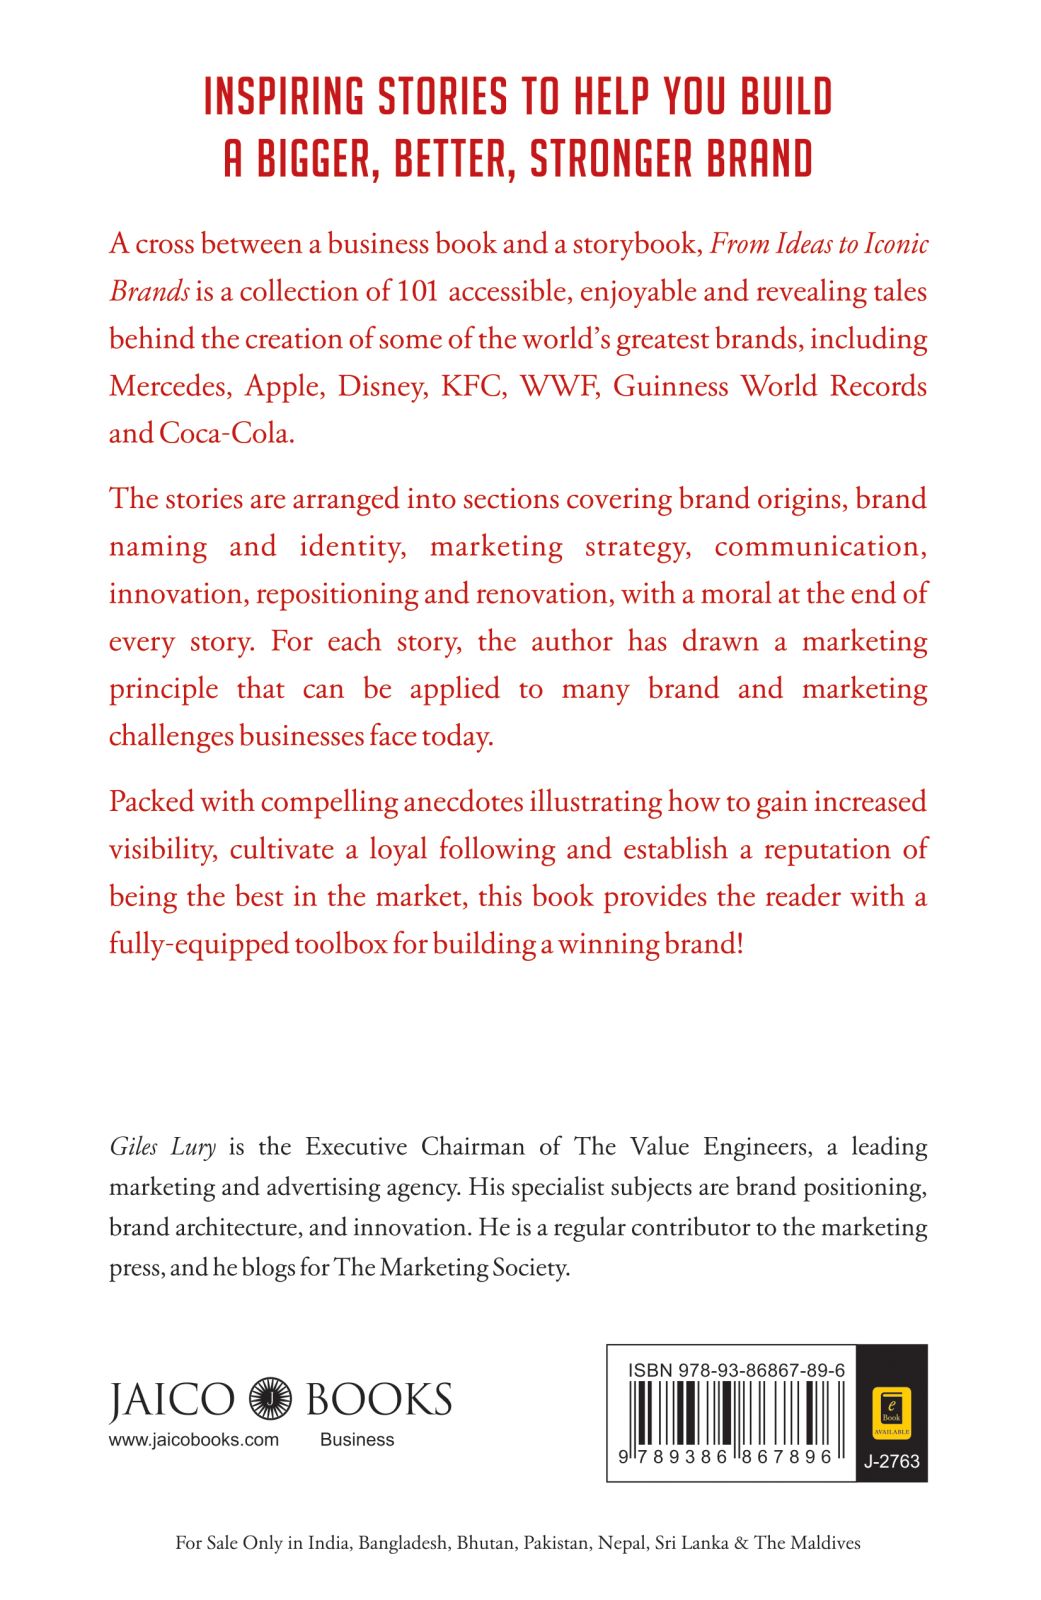 INSPIRING STORIES TO HELP YOU BUILD
A BIGGER, BETTER, STRONGER BRAND
A cross between a business book and a storybook, From Ideas to Iconic
Brands is a collection of 101 accessible, enjoyable and revealing tales
behind the creation of some of the world's greatest brands, including
Mercedes, Apple, Disney, KFC, WWF, Guinness World Records
and Coca-Cola.
The stories are arranged into sections covering brand origins, brand
naming and identity, marketing strategy, communication,
innovation, repositioning and renovation, with a moral at the end of
every story. For each story, the author has drawn a marketing
principle that can be applied to many brand and marketing
challenges businesses face today.
Packed with compelling anecdotes illustrating how to gain increased
visibility, cultivate a loyal following and establish a reputation of
being the best in the market, this book provides the reader with a
fully-equipped toolbox for building a winning brand!
Giles Lury is the Executive Chairman of The Value Engineers, a leading
marketing and advertising agency. His specialist subjects are brand positioning,
brand architecture, and innovation. He is a regular contributor to the marketing
press, and he blogs for The Marketing Society.
JAICO J BOOKS
www.jaicobooks.com Business
ISBN 978-93-86867-89-6
9 789386 867896
e
Book
AVAILABLE
J-2763
For Sale Only in India, Bangladesh, Bhutan, Pakistan, Nepal, Sri Lanka & The Maldives